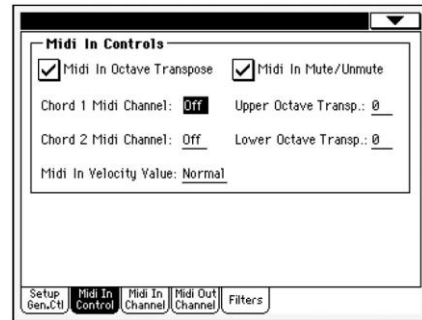 Midi In Controls
Midi In Octave Transpose Midi In Mute/Unmute
Chord 1 Midi Channel: Off Upper Octave Transp.: 0
Chord 2 Midi Channel: Off Lower Octave Transp.: 0
Midi In Velocity Value: Normal
Setup Gen.Ctl Midi In Control Midi In Channel Midi Out Channel Filters